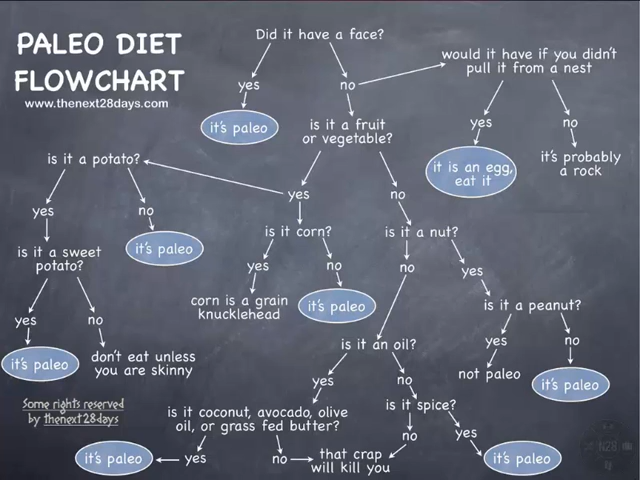 PALEO DIET
FLOWCHART
www.thenext28days.com
Did it have a face?
yes
no
it's paleo
would it have if you didn't
pull it from a nest
yes
no
it is an egg,
eat it
it's probably
a rock
is it a fruit
or vegetable?
yes
no
is it a potato?
yes
no
it's paleo
is it a sweet
potato?
yes
no
it's paleo
don't eat unless
you are skinny
is it corn?
yes
no
corn is a grain
knucklehead
it's paleo
is it a nut?
no
yes
is it a peanut?
yes
no
not paleo
it's paleo
is it an oil?
yes
no
is it coconut, avocado, olive
oil, or grass fed butter?
yes
no
it's paleo
that crap
will kill you
is it spice?
no
yes
it's paleo
Some rights reserved
by thenext28days
N28